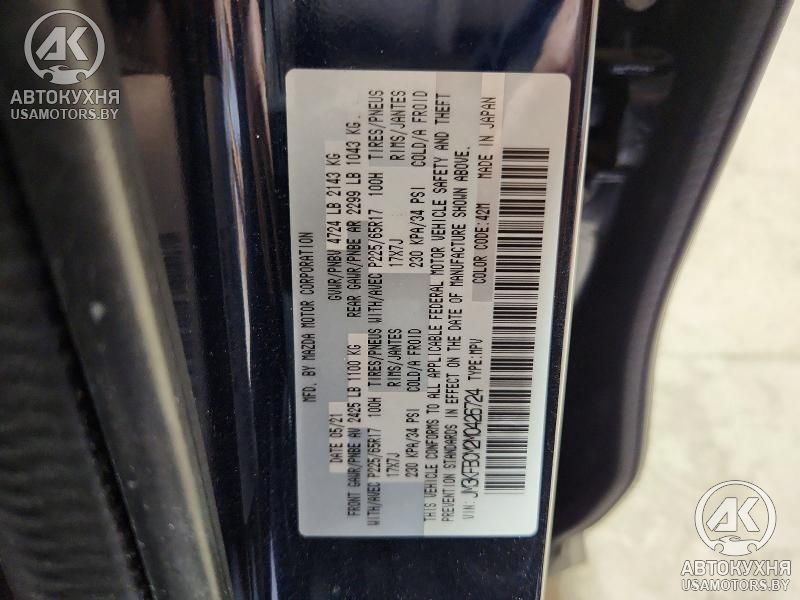 АК
АВТОКУХНЯ
USAMOTORS.BY
MFD. BY MAZDA MOTOR CORPORATION
DATE 05/21 GVWR/PNBV 4724 LB 2143 KG
FRONT GAWR/PNBE AV 2425 LB 1100 KG REAR GAWR/PNBE AR 2299 LB 1043 KG.
WITH/AVEC P225/65R17 100H TIRES/PNEUS WITH/AVEC P225/65R17 100H TIRES/PNEUS
17X7J RIMS/JANTES 17X7J RIMS/JANTES
230 KPA/34 PSI COLD/A FROID 230 KPA/34 PSI COLD/A FROID
THIS VEHICLE CONFORMS TO ALL APPLICABLE FEDERAL MOTOR VEHICLE SAFETY AND THEFT
PREVENTION STANDARDS IN EFFECT ON THE DATE OF MANUFACTURE SHOWN ABOVE.
VIN: JM3KFBCM2M0426724 TYPE:MPV COLOR CODE:42M MADE IN JAPAN
АК
АВТОКУХНЯ
USAMOTORS.BY